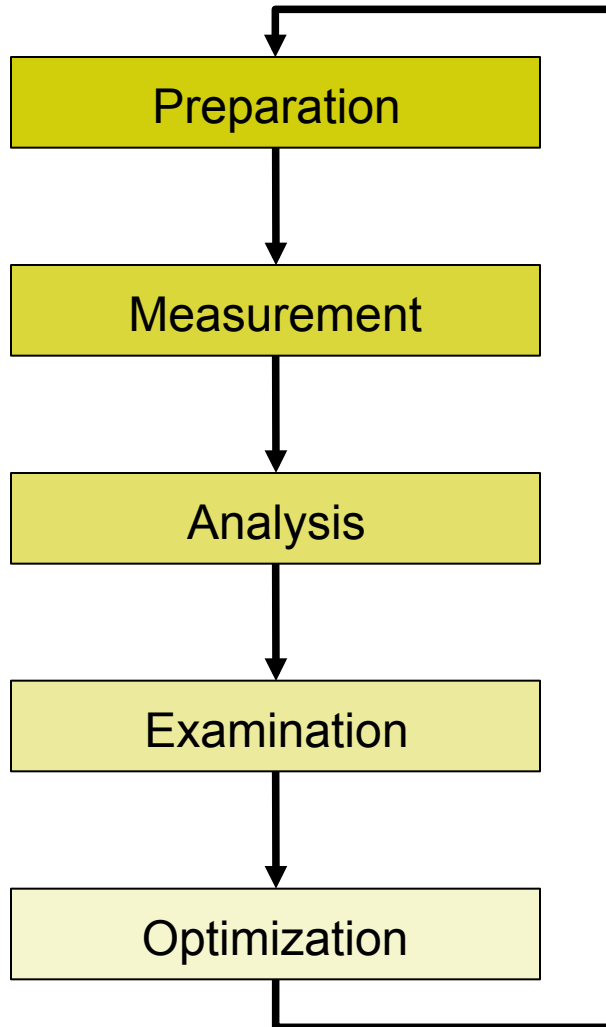 Preparation
Measurement
Analysis
Examination
Optimization